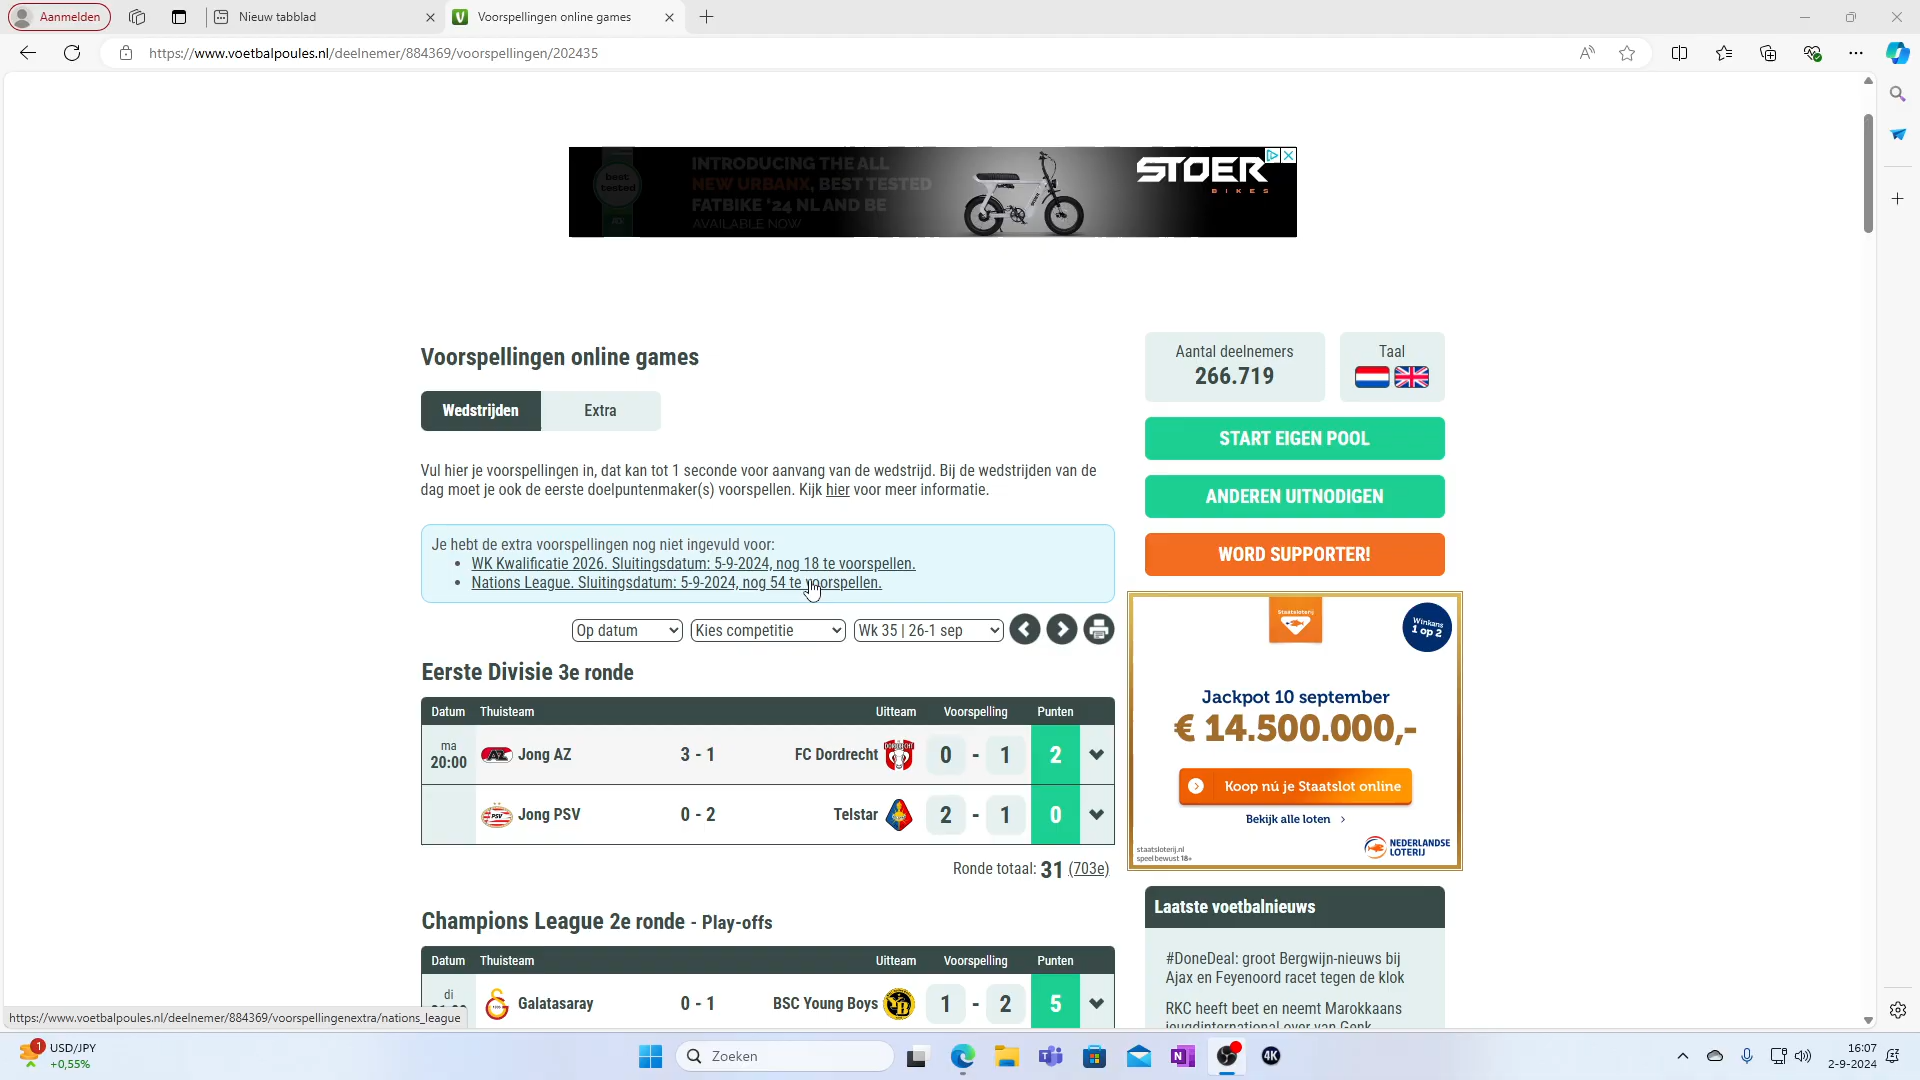 Aanmelden
Nieuw tabblad
Voorspellingen online games
https://www.voetbalpoules.nl/deelnemer/884369/voorspellingen/202435
best
tested
INTRODUCING THE ALL
NEW URBANX, BEST TESTED
FATBIKE '24 NL AND BE
AVAILABLE NOW
STOER
BIKES
Voorspellingen online games
Wedstrijden Extra
Vul hier je voorspellingen in, dat kan tot 1 seconde voor aanvang van de wedstrijd. Bij de wedstrijden van de
dag moet je ook de eerste doelpuntenmaker(s) voorspellen. Kijk hier voor meer informatie.
Je hebt de extra voorspellingen nog niet ingevuld voor:
• WK Kwalificatie 2026. Sluitingsdatum: 5-9-2024, nog 18 te voorspellen.
• Nations League. Sluitingsdatum: 5-9-2024, nog 54 te voorspellen.
Op datum Kies competitie Wk 35 | 26-1 sep
Eerste Divisie 3e ronde
Datum Thuisteam Uitteam Voorspelling Punten
ma
20:00 Jong AZ 3 - 1 FC Dordrecht 0 - 1 2
Jong PSV 0 - 2 Telstar 2 - 1 0
Ronde totaal: 31 (703e)
Champions League 2e ronde - Play-offs
Datum Thuisteam Uitteam Voorspelling Punten
di
Galatasaray 0 - 1 BSC Young Boys 1 - 2 5
Aantal deelnemers
266.719
Taal
START EIGEN POOL
ANDEREN UITNODIGEN
WORD SUPPORTER!
Staatsloterij
Winkans
1 op 2
Jackpot 10 september
€ 14.500.000,-
Koop nú je Staatslot online
Bekijk alle loten >
staatsloterij.nl
speel bewust 18+
NEDERLANDSE
LOTERIJ
Laatste voetbalnieuws
#DoneDeal: groot Bergwijn-nieuws bij
Ajax en Feyenoord racet tegen de klok
RKC heeft beet en neemt Marokkaans
jeugdinternational over van Genk
https://www.voetbalpoules.nl/deelnemer/884369/voorspellingenextra/nations_league
1
USD/JPY
+0,55%
Zoeken
4K
16:07
2-9-2024